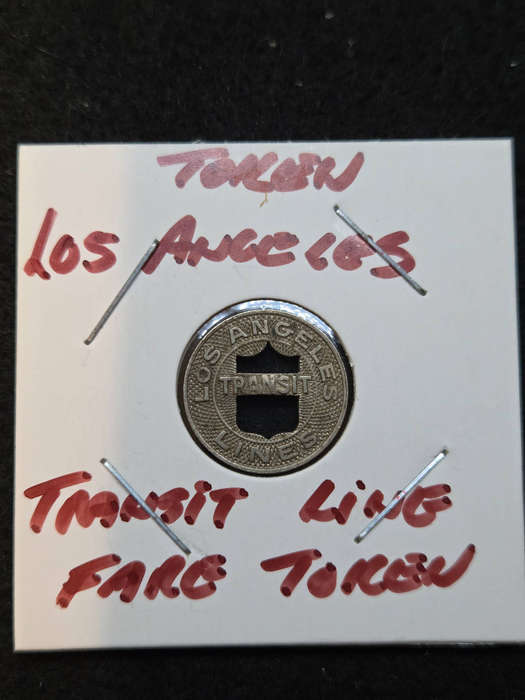 TOKEN
LOS ANGELES
LOS ANGELES
TRANSIT
LINES
TRANSIT LINE
FARE TOKEN